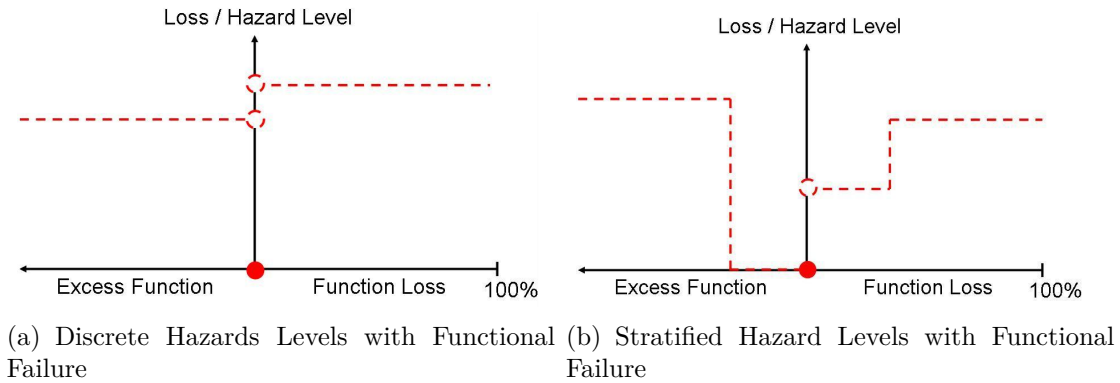 Loss / Hazard Level
Excess Function
Function Loss
100%
(a) Discrete Hazards Levels with Functional
Failure
Loss / Hazard Level
Excess Function
Function Loss
100%
(b) Stratified Hazard Levels with Functional
Failure